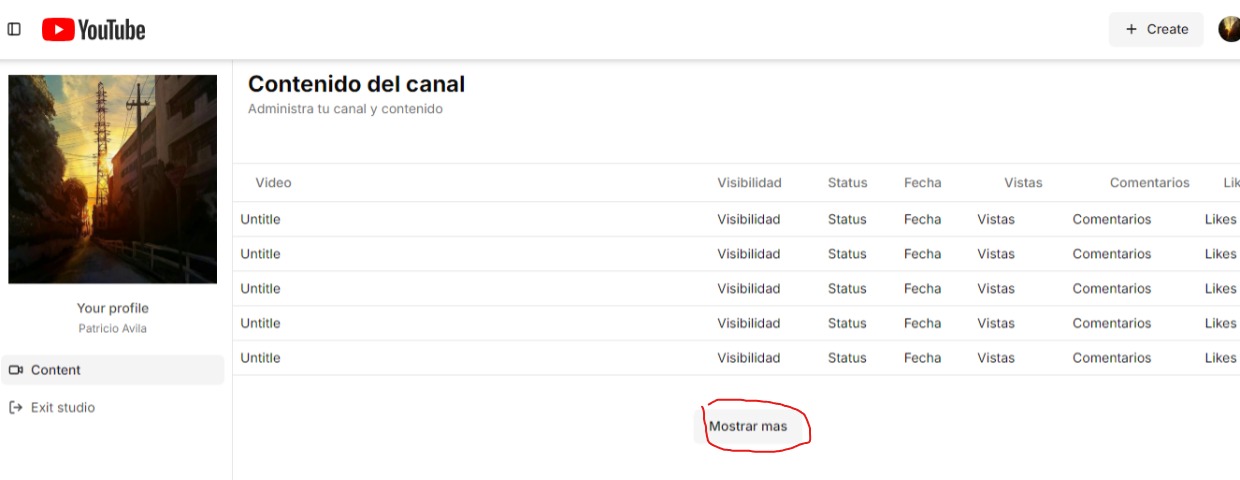 YouTube
+ Create
Contenido del canal
Administra tu canal y contenido
Video Visibilidad Status Fecha Vistas Comentarios Lik
Untitle Visibilidad Status Fecha Vistas Comentarios Likes
Untitle Visibilidad Status Fecha Vistas Comentarios Likes
Untitle Visibilidad Status Fecha Vistas Comentarios Likes
Untitle Visibilidad Status Fecha Vistas Comentarios Likes
Untitle Visibilidad Status Fecha Vistas Comentarios Likes
Your profile
Patricio Avila
Content
Exit studio
Mostrar mas